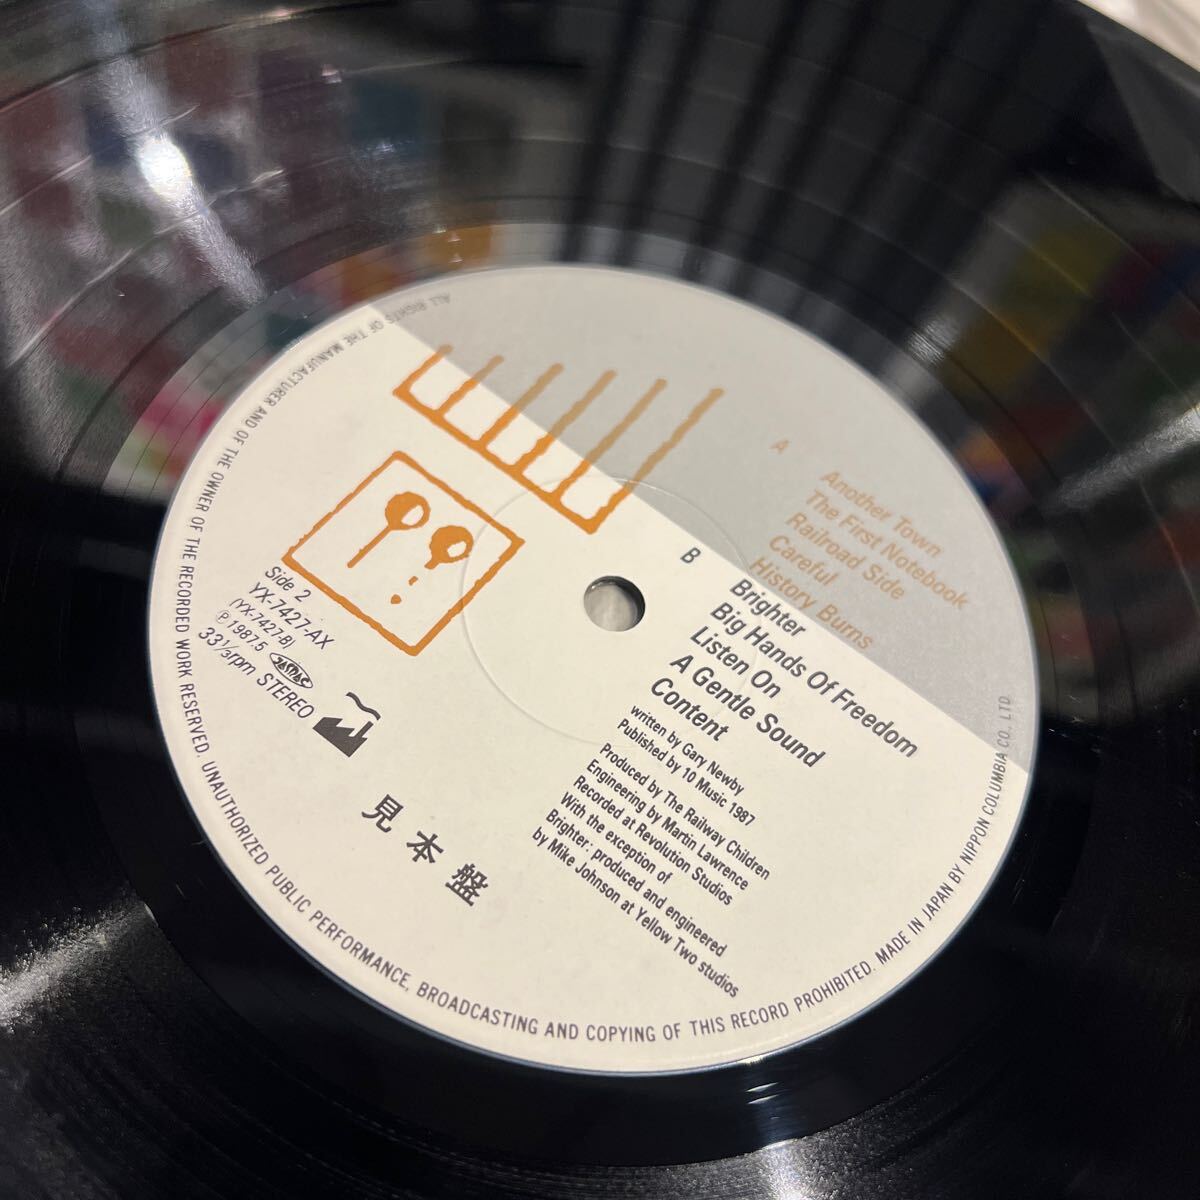 A
Another Town
The First Notebook
Railroad Side
Careful
History Burns
B
Brighter
Big Hands Of Freedom
Listen On
A Gentle Sound
Content
written by Gary Newby
Published by 10 Music 1987
Produced by The Railway Children
Engineering by Martin Lawrence
Recorded at Revolution Studios
With the exception of
Brighter: produced and engineered
by Mike Johnson at Yellow Two studios
Side 2
YX-7427-AX
(YX-7427-B)
℗ 1987.5 JASRAC
33⅓rpm STEREO
見本盤
ALL RIGHTS OF THE MANUFACTURER AND OF THE OWNER OF THE RECORDED WORK RESERVED. UNAUTHORIZED PUBLIC PERFORMANCE, BROADCASTING AND COPYING OF THIS RECORD PROHIBITED. MADE IN JAPAN BY NIPPON COLUMBIA CO., LTD.